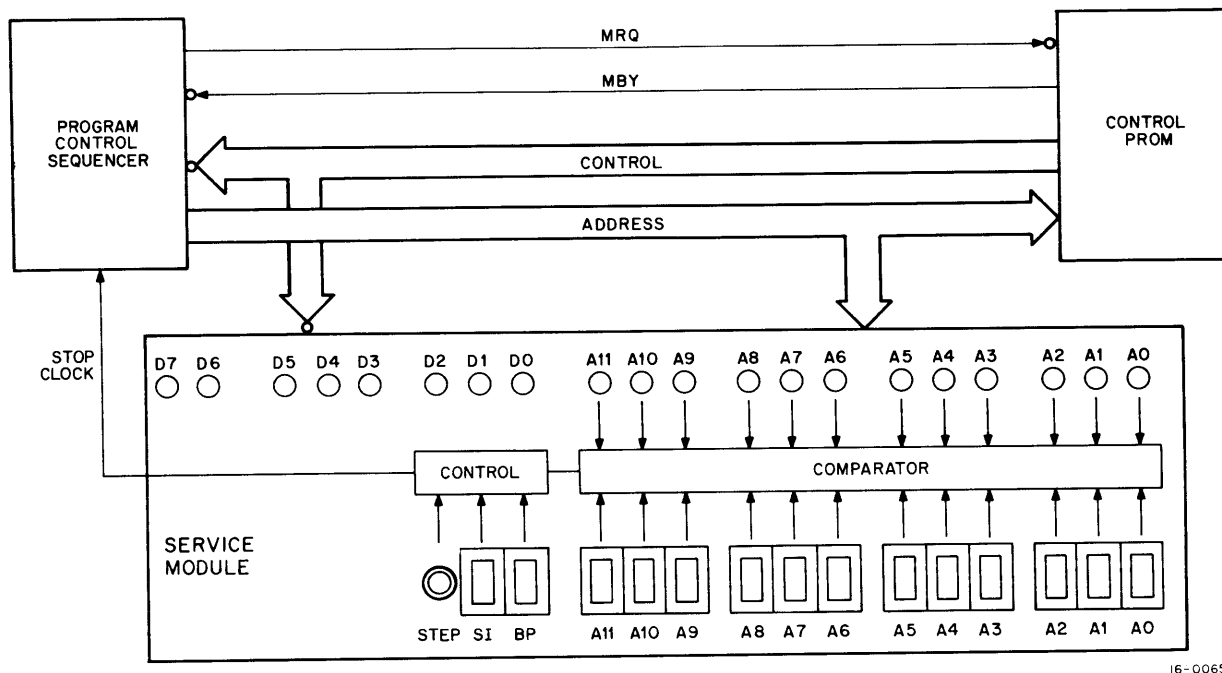 MRQ
MBY
PROGRAM
CONTROL
SEQUENCER
CONTROL
PROM
CONTROL
ADDRESS
STOP
CLOCK
D7 D6 D5 D4 D3 D2 D1 D0 A11 A10 A9 A8 A7 A6 A5 A4 A3 A2 A1 A0
CONTROL COMPARATOR
SERVICE
MODULE
STEP SI BP A11 A10 A9 A8 A7 A6 A5 A4 A3 A2 A1 A0
16-0065